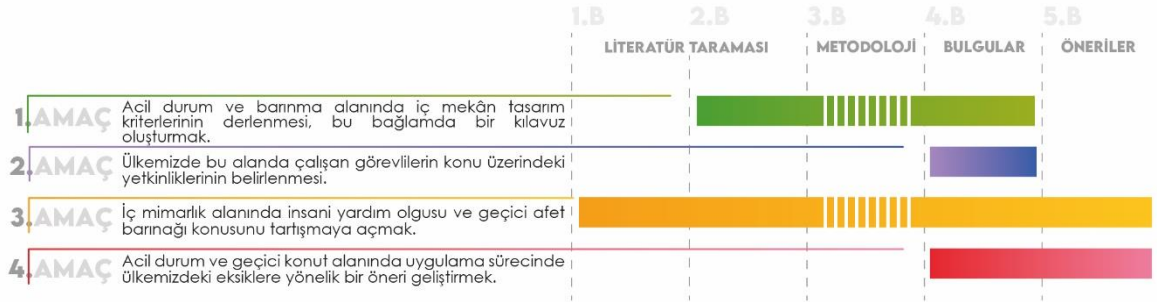 1.B 2.B 3.B 4.B 5.B
LİTERATÜR TARAMASI METODOLOJİ BULGULAR ÖNERİLER
1.AMAÇ
Acil durum ve barınma alanında iç mekân tasarım
kriterlerinin derlenmesi, bu bağlamda bir kılavuz
oluşturmak.
2.AMAÇ
Ülkemizde bu alanda çalışan görevlilerin konu üzerindeki
yetkinliklerinin belirlenmesi.
3.AMAÇ
İç mimarlık alanında insani yardım olgusu ve geçici afet
barınağı konusunu tartışmaya açmak.
4.AMAÇ
Acil durum ve geçici konut alanında uygulama sürecinde
ülkemizdeki eksiklere yönelik bir öneri geliştirmek.